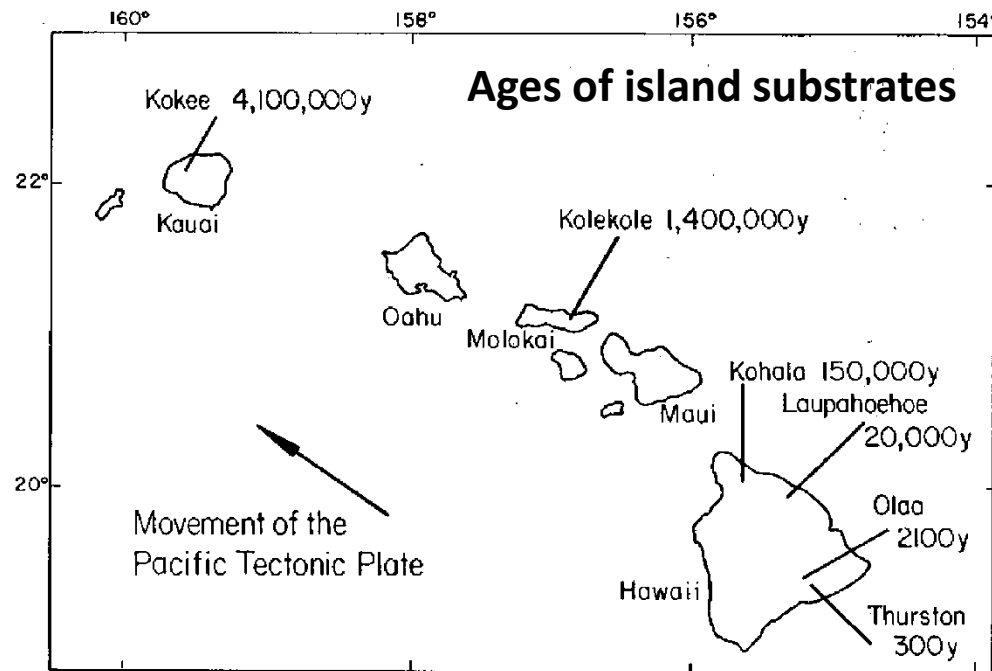 160°
158°
156°
154°
Ages of island substrates
Kokee 4,100,000y
22°
Kauai
Kolekole 1,400,000y
Oahu
Molokai
Maui
Kohala 150,000y
Laupahoehoe
20,000y
20°
Movement of the
Pacific Tectonic Plate
Olaa
2100y
Hawaii
Thurston
300y